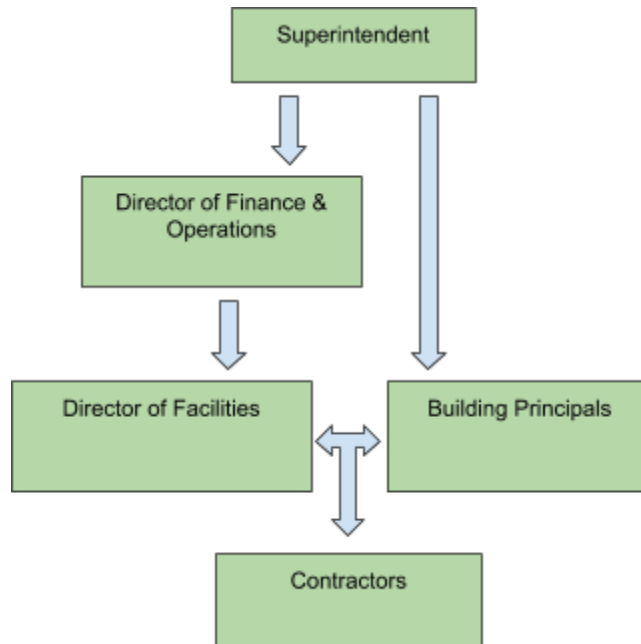 Superintendent
Director of Finance &
Operations
Director of Facilities
Building Principals
Contractors